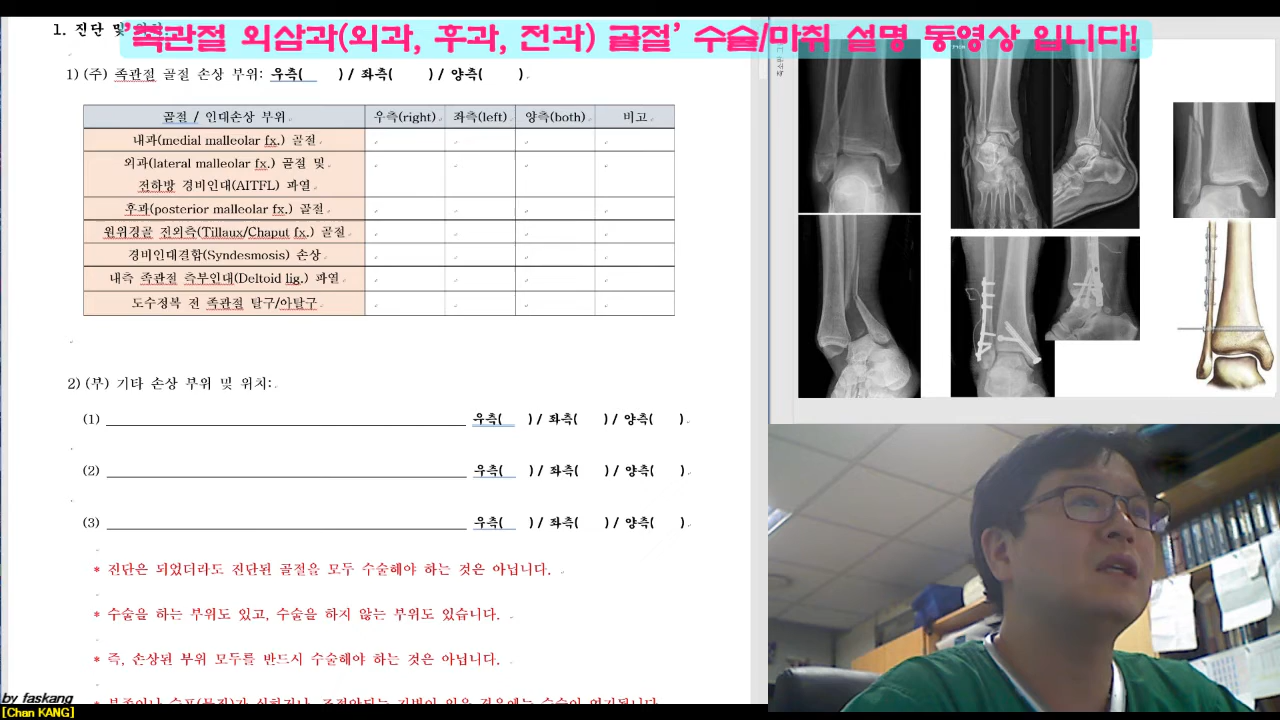 '족관절 외삼과(외과, 후과, 전과) 골절' 수술/마취 설명 동영상 입니다!
1. 진단 및
1) (주) 족관절 골절 손상 부위: 우측( ) / 좌측( ) / 양측( ).
골절 / 인대손상 부위 우측(right) 좌측(left) 양측(both) 비고
내과(medial malleolar fx.) 골절
외과(lateral malleolar fx.) 골절 및
전하방 경비인대(AITFL) 파열
후과(posterior malleolar fx.) 골절
원위경골 전외측(Tillaux/Chaput fx.) 골절
경비인대결합(Syndesmosis) 손상
내측 족관절 측부인대(Deltoid lig.) 파열
도수정복 전 족관절 탈구/아탈구
2) (부) 기타 손상 부위 및 위치:
(1) 우측( ) / 좌측( ) / 양측( )
(2) 우측( ) / 좌측( ) / 양측( )
(3) 우측( ) / 좌측( ) / 양측( )
* 진단은 되었더라도 진단된 골절을 모두 수술해야 하는 것은 아닙니다.
* 수술을 하는 부위도 있고, 수술을 하지 않는 부위도 있습니다.
* 즉, 손상된 부위 모두를 반드시 수술해야 하는 것은 아닙니다.
by faskang
[Chan KANG]